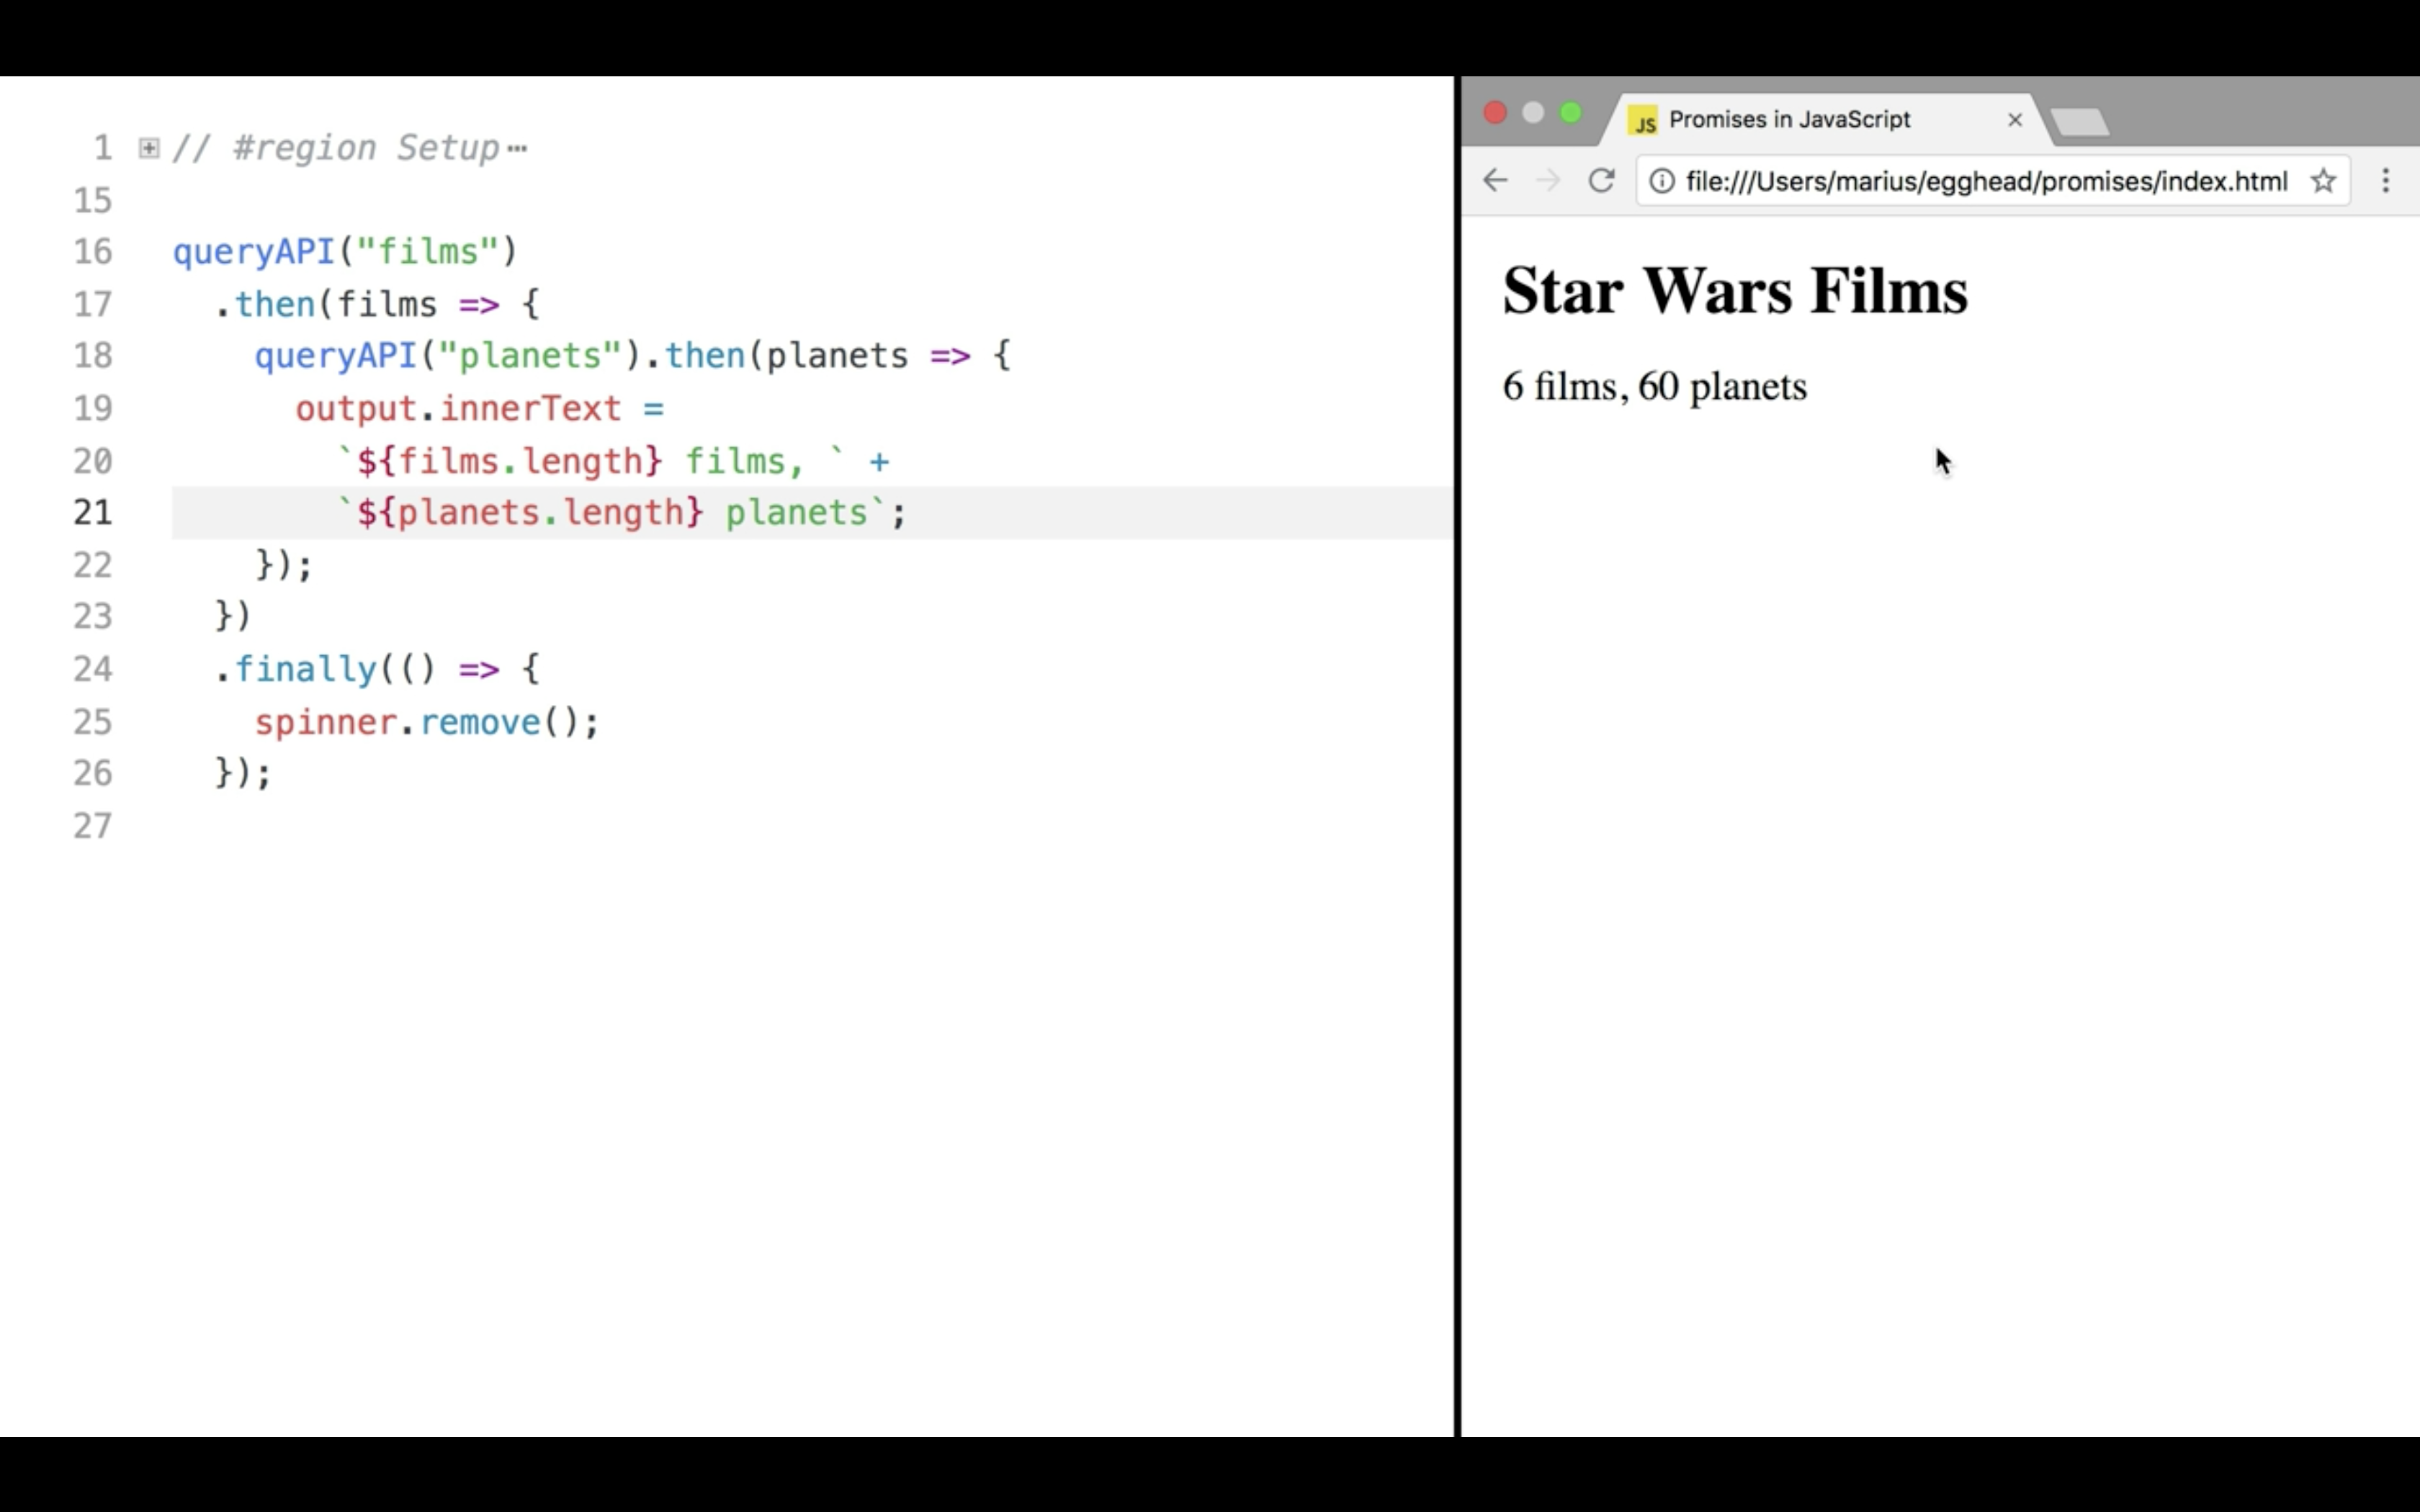 1 // #region Setup⋯
15
16 queryAPI("films")
17 .then(films => {
18 queryAPI("planets").then(planets => {
19 output.innerText =
20 `${films.length} films, ` +
21 `${planets.length} planets`;
22 });
23 })
24 .finally(() => {
25 spinner.remove();
26 });
27
JS Promises in JavaScript
file:///Users/marius/egghead/promises/index.html
Star Wars Films
6 films, 60 planets